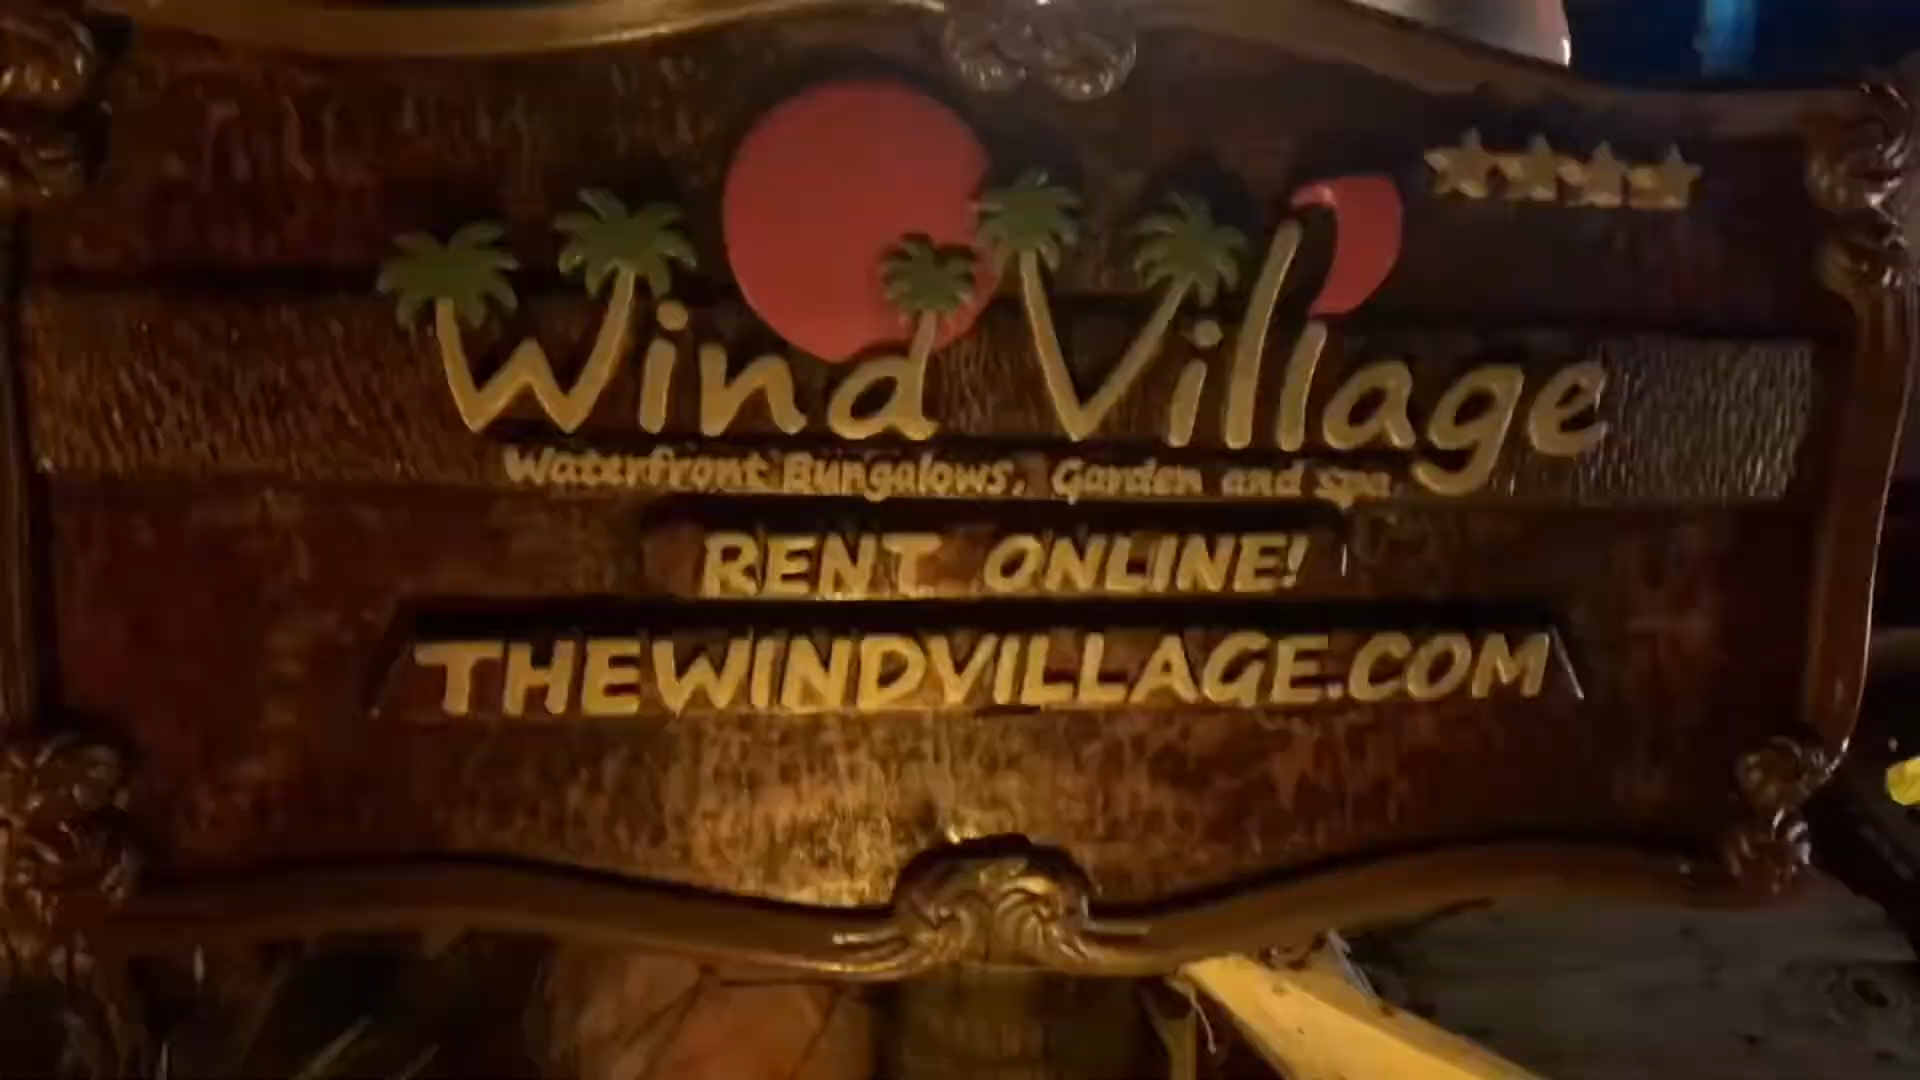 Wind Village
Waterfront Bungalows, Garden and spa
RENT ONLINE!
THEWINDVILLAGE.COM